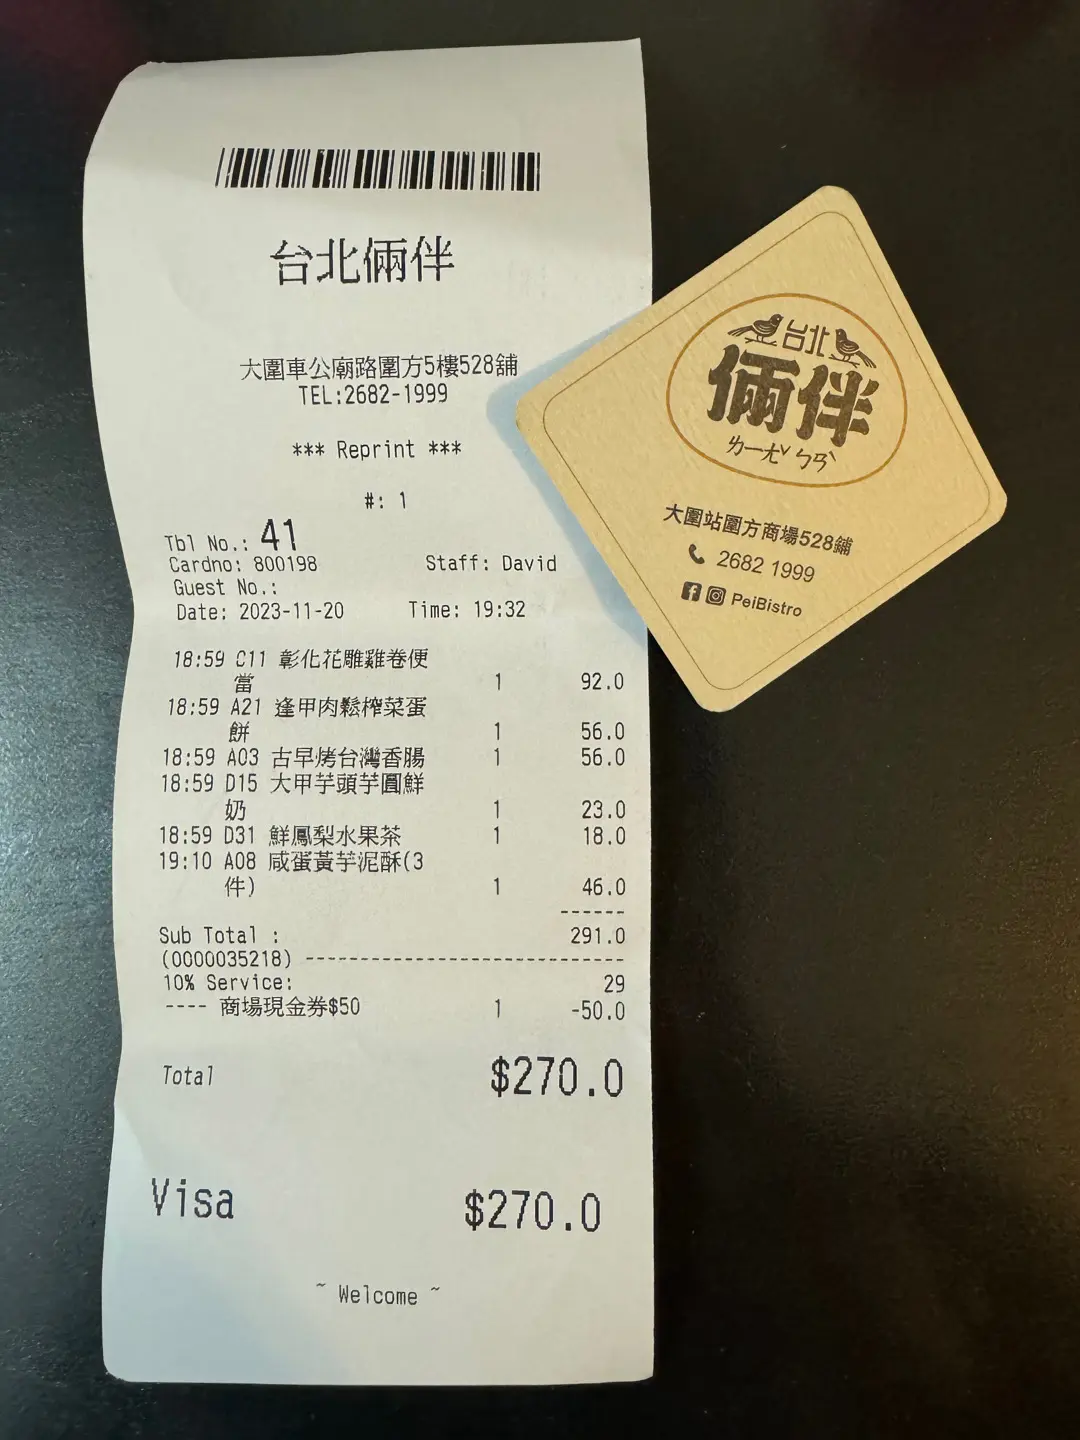 台北倆伴
大圍車公廟路圍方5樓528舖
TEL:2682-1999
*** Reprint ***
#: 1
Tbl No.: 41
Cardno: 800198 Staff: David
Guest No.:
Date: 2023-11-20 Time: 19:32
18:59 C11 彰化花雕雞卷便
當 1 92.0
18:59 A21 逢甲肉鬆榨菜蛋
餅 1 56.0
18:59 A03 古早烤台灣香腸 1 56.0
18:59 D15 大甲芋頭芋圓鮮
奶 1 23.0
18:59 D31 鮮鳳梨水果茶 1 18.0
19:10 A08 咸蛋黃芋泥酥(3
件) 1 46.0
------
Sub Total : 291.0
(0000035218) -----------------------------
10% Service: 29
---- 商場現金券$50 1 -50.0
Total $270.0
Visa $270.0
~ Welcome ~
台北
倆伴
ㄌㄧㄤˇ ㄅㄢˋ
大圍站圍方商場528舖
2682 1999
PeiBistro